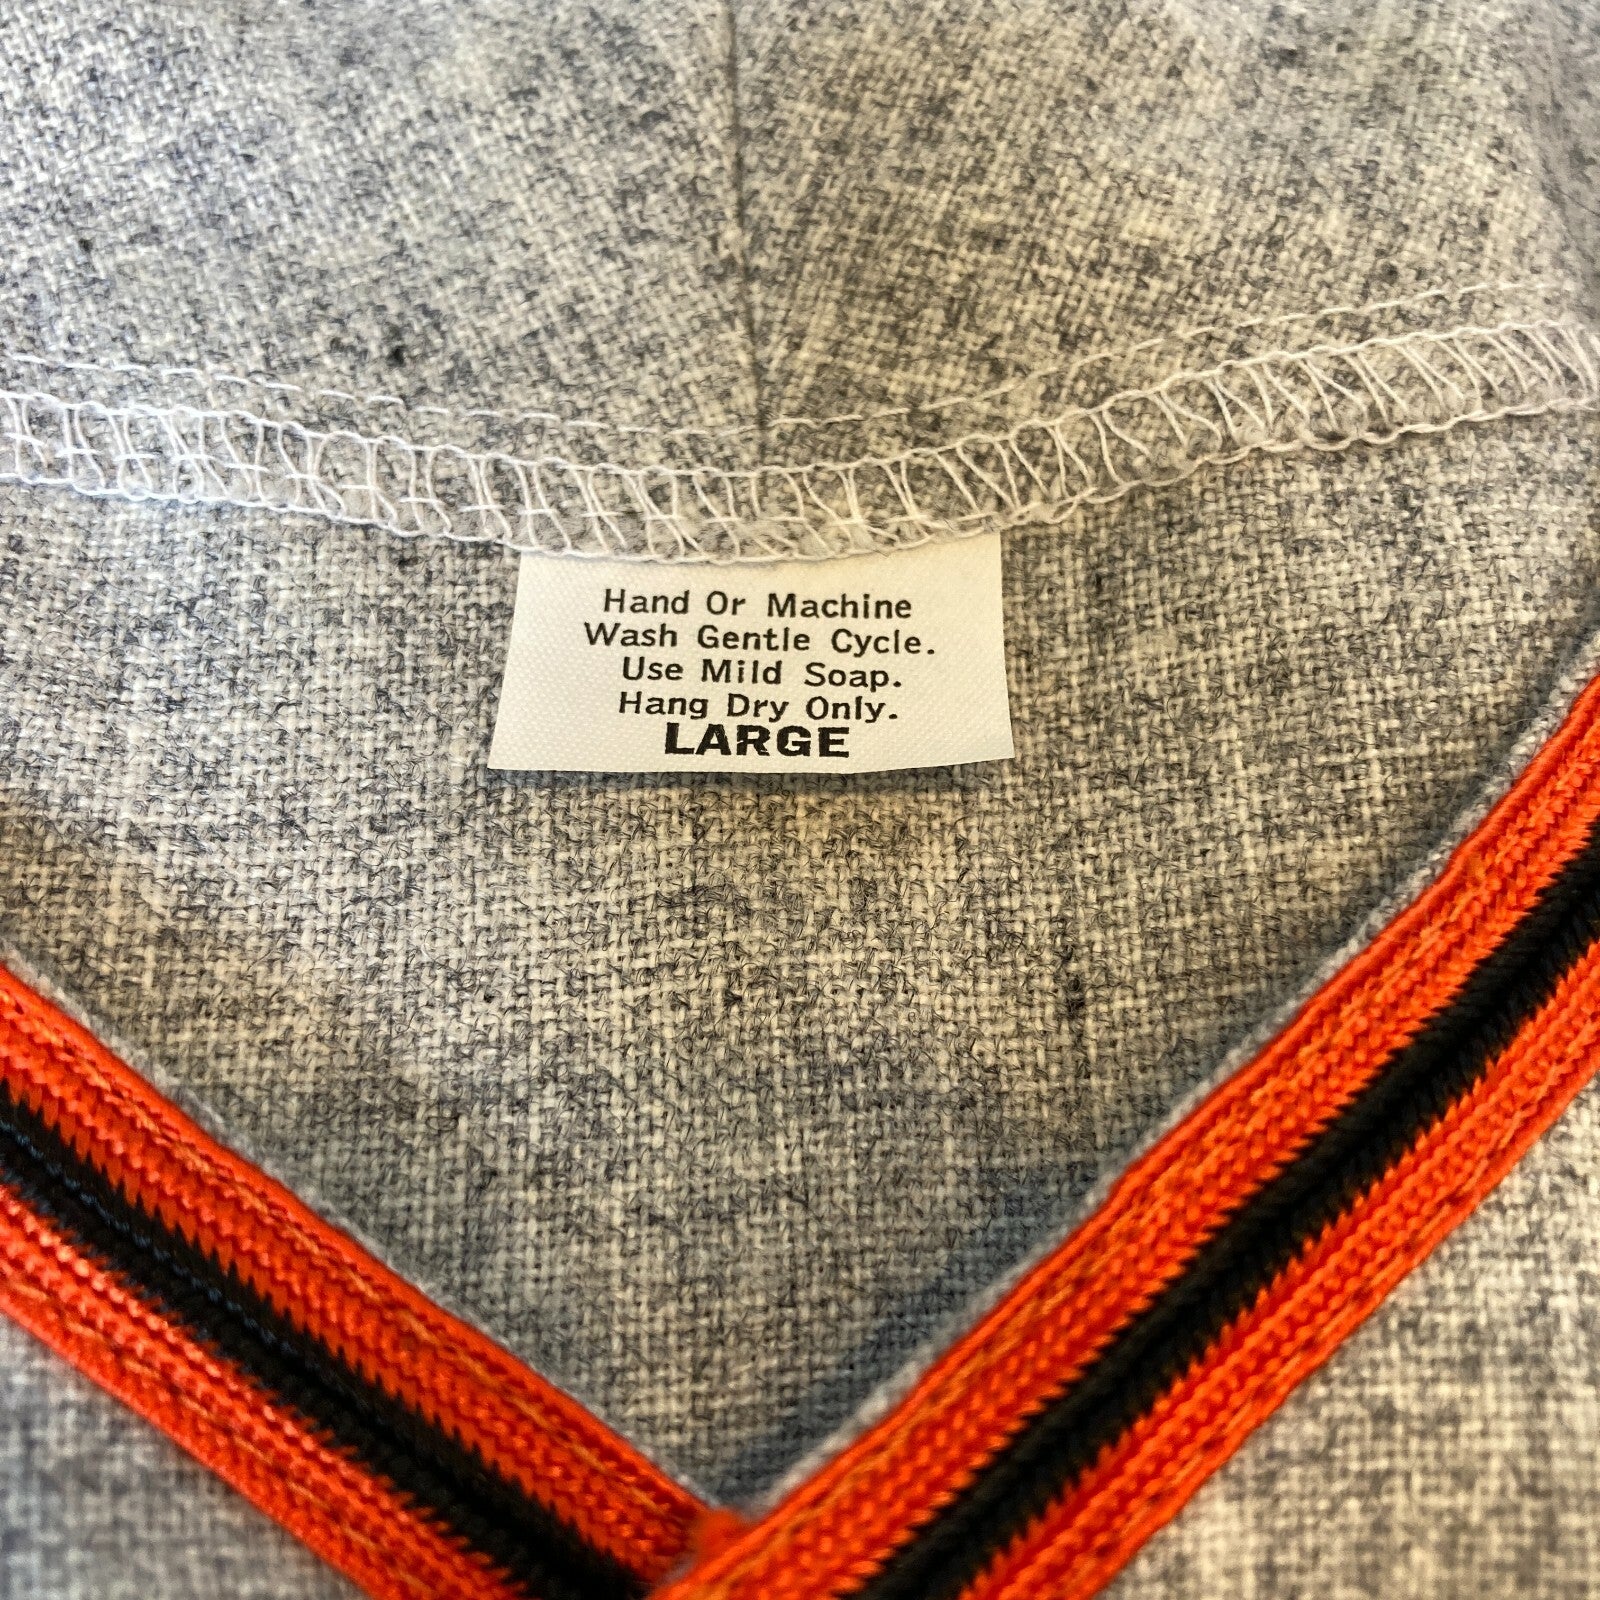 Hand Or Machine
Wash Gentle Cycle.
Use Mild Soap.
Hang Dry Only.
LARGE